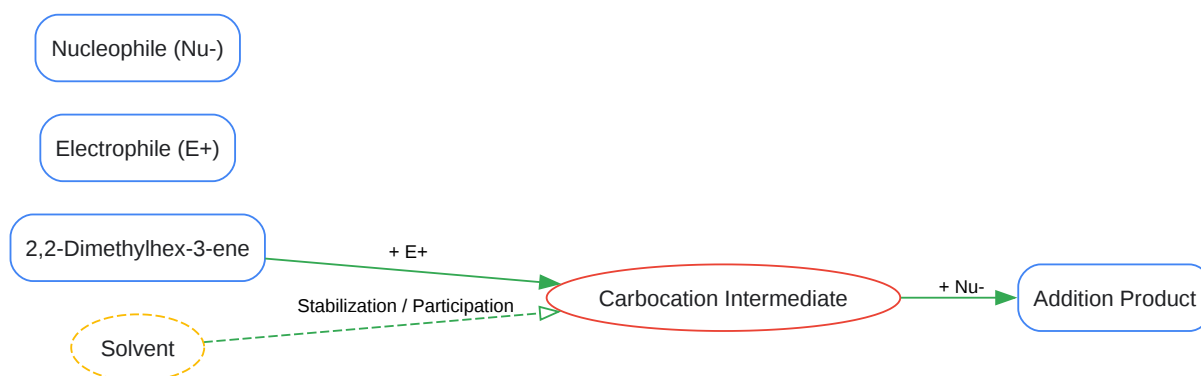 Nucleophile (Nu-)
Electrophile (E+)
2,2-Dimethylhex-3-ene
+ E+
Stabilization / Participation
Solvent
Carbocation Intermediate
+ Nu-
Addition Product